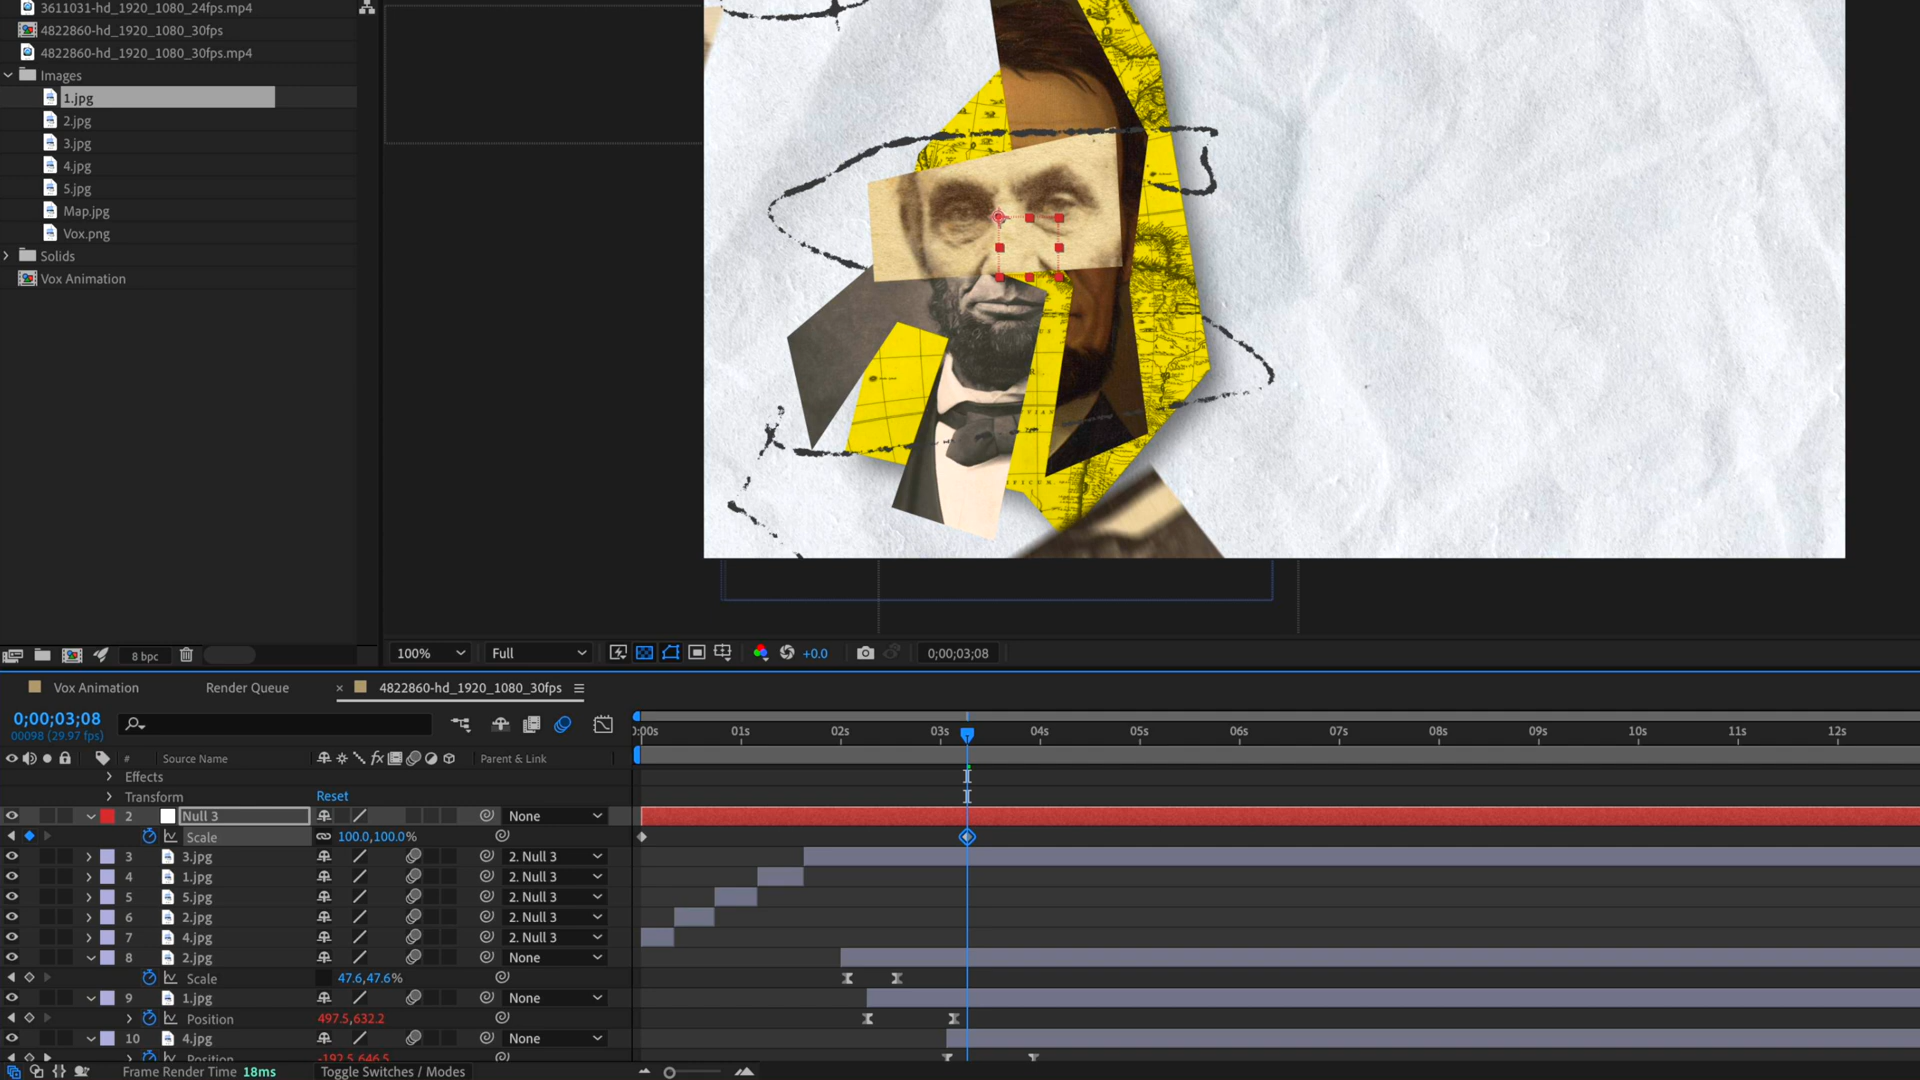 3611031-hd_1920_1080_24fps.mp4
4822860-hd_1920_1080_30fps
4822860-hd_1920_1080_30fps.mp4
Images
1.jpg
2.jpg
3.jpg
4.jpg
5.jpg
Map.jpg
Vox.png
Solids
Vox Animation
8 bpc
100% Full +0.0 0;00;03;08
Vox Animation Render Queue × 4822860-hd_1920_1080_30fps
0;00;03;08
00098 (29.97 fps)
:00s 01s 02s 03s 04s 05s 06s 07s 08s 09s 10s 11s 12s
# Source Name fx Parent & Link
Effects
Transform Reset
2 Null 3 None
Scale 100.0,100.0%
3 3.jpg 2. Null 3
4 1.jpg 2. Null 3
5 5.jpg 2. Null 3
6 2.jpg 2. Null 3
7 4.jpg 2. Null 3
8 2.jpg None
Scale 47.6,47.6%
9 1.jpg None
Position 497.5,632.2
10 4.jpg None
Position -192.5,646.5
Frame Render Time 18ms Toggle Switches / Modes